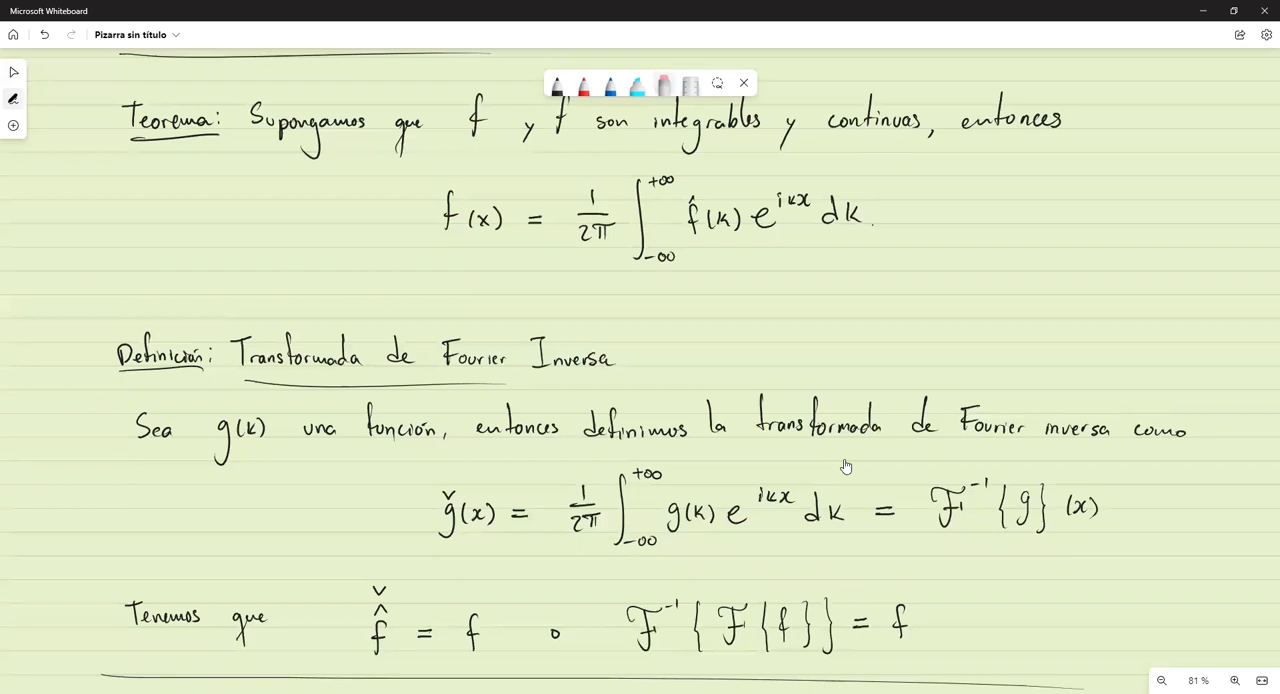 Microsoft Whiteboard
Pizarra sin título
Teorema: Supongamos que f y f' son integrables y continuas, entonces
f(x) = 1/2π ∫_{-∞}^{+∞} f̂(k) e^{ikx} dk.
Definición: Transformada de Fourier Inversa
Sea g(k) una función, entonces definimos la transformada de Fourier inversa como
ǧ(x) = 1/2π ∫_{-∞}^{+∞} g(k) e^{ikx} dk = ℱ^{-1}{g}(x)
Tenemos que f̂̌ = f o ℱ^{-1}{ℱ{f}} = f
81 %